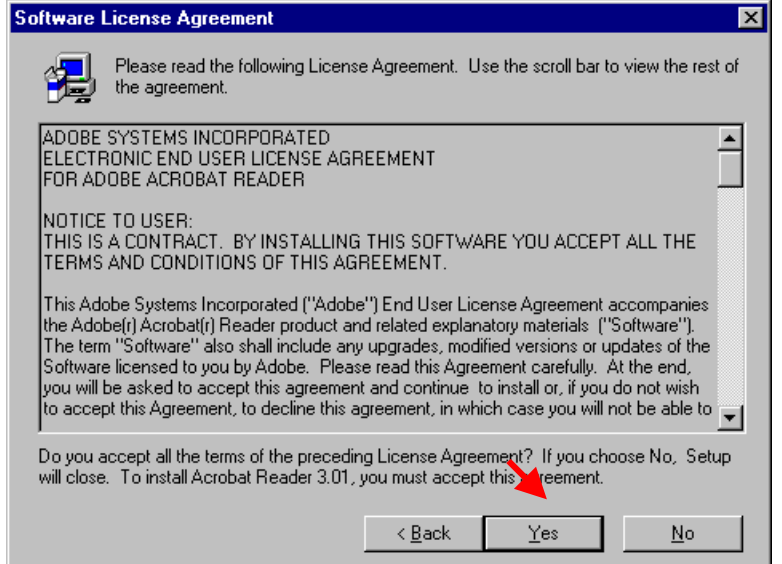 Software License Agreement
Please read the following License Agreement.  Use the scroll bar to view the rest of
the agreement.
ADOBE SYSTEMS INCORPORATED
ELECTRONIC END USER LICENSE AGREEMENT
FOR ADOBE ACROBAT READER
NOTICE TO USER:
THIS IS A CONTRACT.  BY INSTALLING THIS SOFTWARE YOU ACCEPT ALL THE
TERMS AND CONDITIONS OF THIS AGREEMENT.
This Adobe Systems Incorporated ("Adobe") End User License Agreement accompanies
the Adobe(r) Acrobat(r) Reader product and related explanatory materials  ("Software").
The term "Software" also shall include any upgrades, modified versions or updates of the
Software licensed to you by Adobe.  Please read this Agreement carefully.  At the end,
you will be asked to accept this agreement and continue  to install or, if you do not wish
to accept this Agreement, to decline this agreement, in which case you will not be able to
Do you accept all the terms of the preceding License Agreement?  If you choose No,  Setup
will close.  To install Acrobat Reader 3.01, you must accept this agreement.
< Back
Yes
No